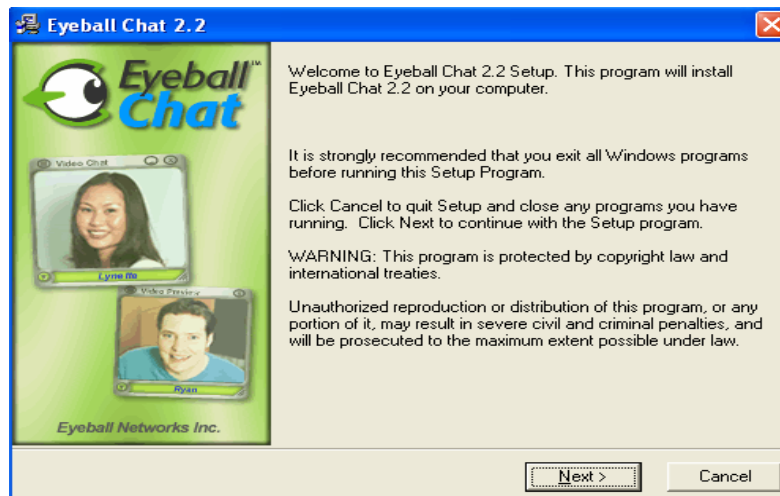 Eyeball Chat 2.2
Eyeball™
Chat
Video Chat
Lynette
Video Preview
Ryan
Eyeball Networks Inc.
Welcome to Eyeball Chat 2.2 Setup. This program will install
Eyeball Chat 2.2 on your computer.
It is strongly recommended that you exit all Windows programs
before running this Setup Program.
Click Cancel to quit Setup and close any programs you have
running. Click Next to continue with the Setup program.
WARNING: This program is protected by copyright law and
international treaties.
Unauthorized reproduction or distribution of this program, or any
portion of it, may result in severe civil and criminal penalties, and
will be prosecuted to the maximum extent possible under law.
Next >
Cancel